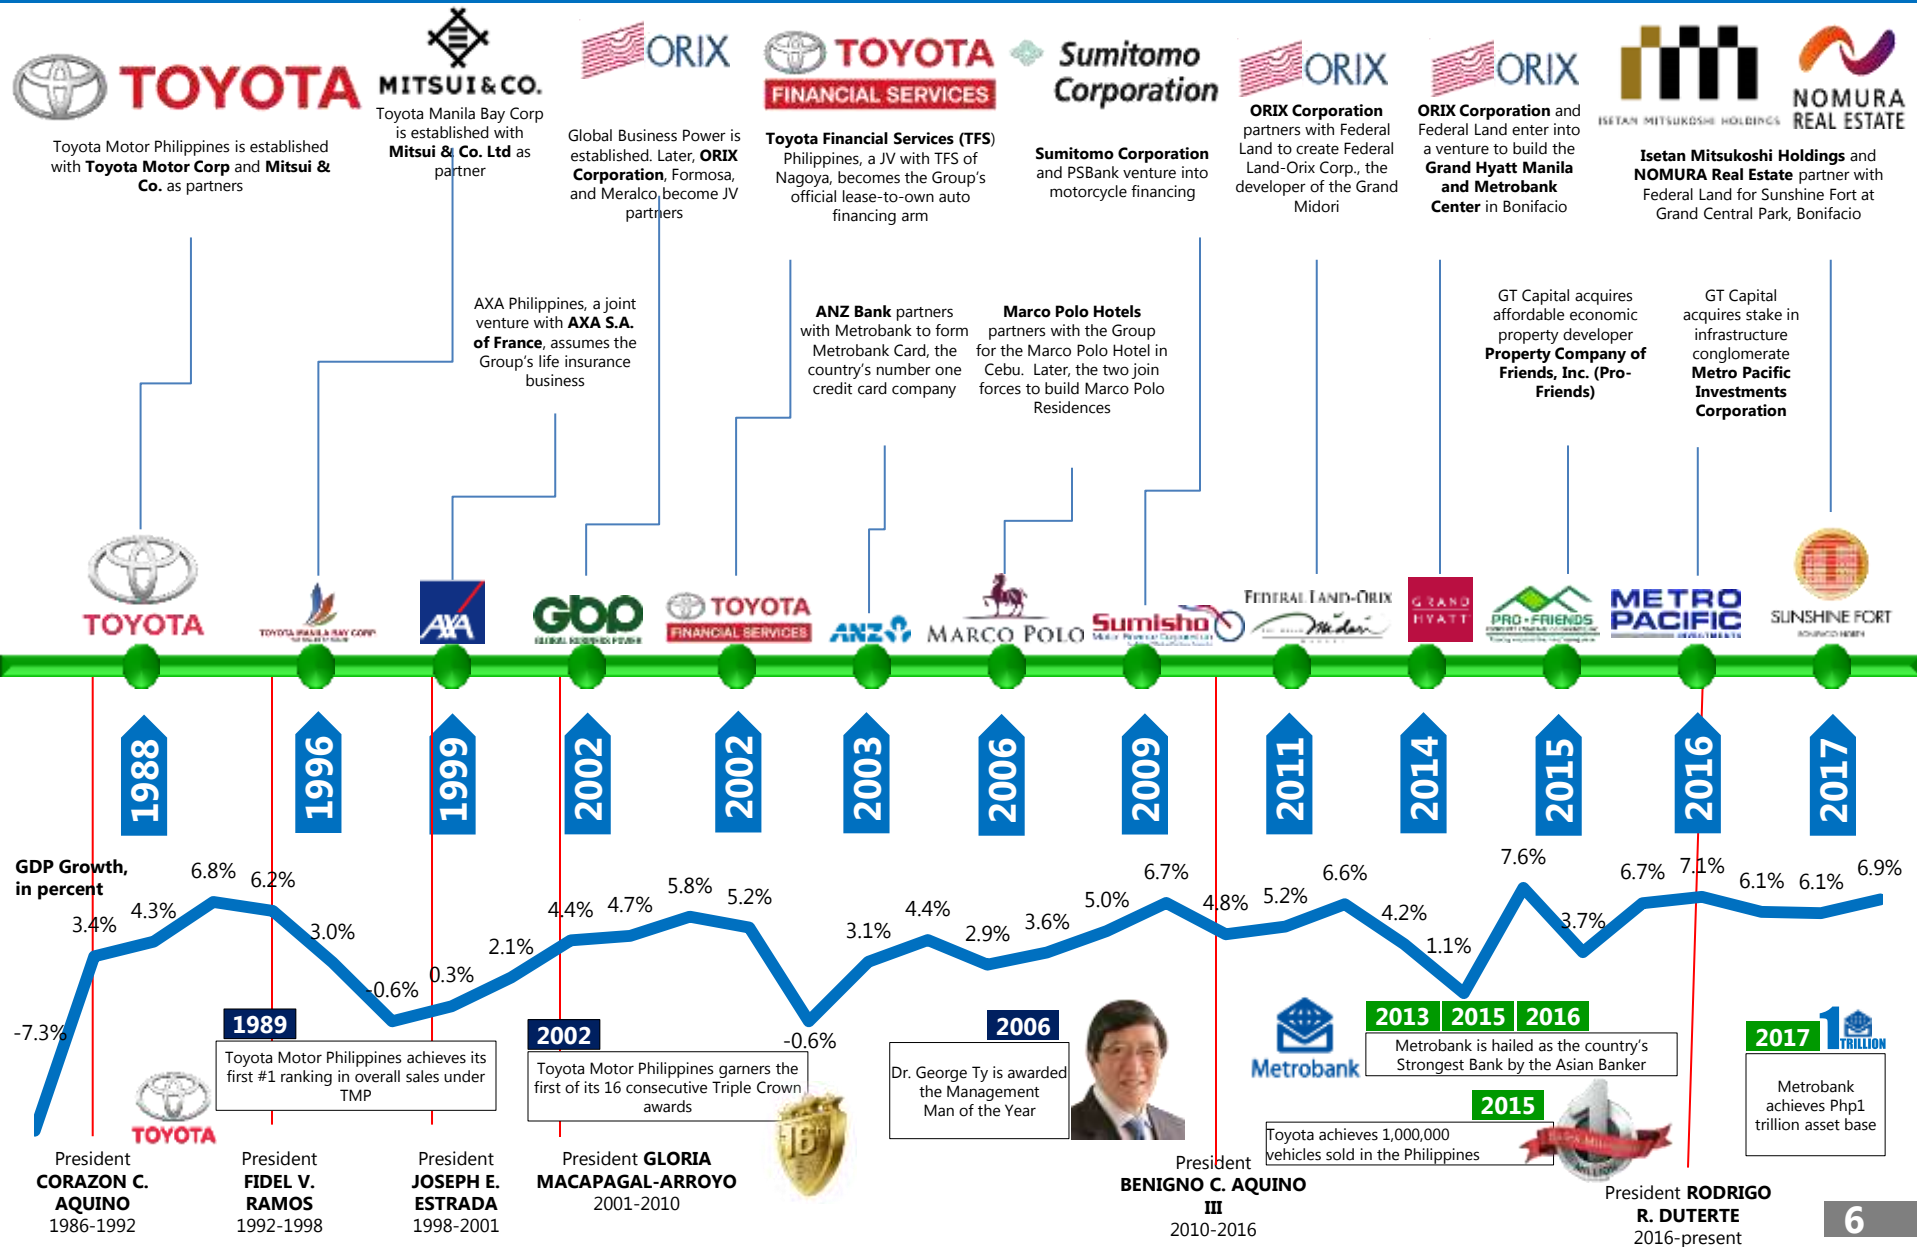 TOYOTA
Toyota Motor Philippines is established
with Toyota Motor Corp and Mitsui &
Co. as partners
MITSUI & CO.
Toyota Manila Bay Corp
is established with
Mitsui & Co. Ltd as
partner
ORIX
Global Business Power is
established. Later, ORIX
Corporation, Formosa,
and Meralco become JV
partners
TOYOTA
FINANCIAL SERVICES
Toyota Financial Services (TFS)
Philippines, a JV with TFS of
Nagoya, becomes the Group's
official lease-to-own auto
financing arm
Sumitomo
Corporation
Sumitomo Corporation
and PSBank venture into
motorcycle financing
ORIX
ORIX Corporation
partners with Federal
Land to create Federal
Land-Orix Corp., the
developer of the Grand
Midori
ORIX
ORIX Corporation and
Federal Land enter into
a venture to build the
Grand Hyatt Manila
and Metrobank
Center in Bonifacio
ISETAN MITSUKOSHI HOLDINGS
NOMURA
REAL ESTATE
Isetan Mitsukoshi Holdings and
NOMURA Real Estate partner with
Federal Land for Sunshine Fort at
Grand Central Park, Bonifacio
AXA Philippines, a joint
venture with AXA S.A.
of France, assumes the
Group's life insurance
business
ANZ Bank partners
with Metrobank to form
Metrobank Card, the
country's number one
credit card company
Marco Polo Hotels
partners with the Group
for the Marco Polo Hotel in
Cebu.  Later, the two join
forces to build Marco Polo
Residences
GT Capital acquires
affordable economic
property developer
Property Company of
Friends, Inc. (Pro-
Friends)
GT Capital
acquires stake in
infrastructure
conglomerate
Metro Pacific
Investments
Corporation
TOYOTA
TOYOTA MANILA BAY CORP
AXA
GBP
GLOBAL BUSINESS POWER
TOYOTA
FINANCIAL SERVICES
ANZ
MARCO POLO
Sumisho
Motor Finance Corporation
FEDERAL LAND-ORIX
Midori
GRAND
HYATT
PRO-FRIENDS
METRO
PACIFIC
INVESTMENTS
SUNSHINE FORT
BONIFACIO NORTH
1988
1996
1999
2002
2002
2003
2006
2009
2011
2014
2015
2016
2017
GDP Growth,
in percent
-7.3%
3.4%
4.3%
6.8%
6.2%
3.0%
-0.6%
0.3%
2.1%
4.4%
4.7%
5.8%
5.2%
-0.6%
3.1%
4.4%
2.9%
3.6%
5.0%
6.7%
4.8%
5.2%
6.6%
4.2%
1.1%
7.6%
3.7%
6.7%
7.1%
6.1%
6.1%
6.9%
1989
Toyota Motor Philippines achieves its
first #1 ranking in overall sales under
TMP
TOYOTA
2002
Toyota Motor Philippines garners the
first of its 16 consecutive Triple Crown
awards
16
2006
Dr. George Ty is awarded
the Management
Man of the Year
Metrobank
2013 2015 2016
Metrobank is hailed as the country's
Strongest Bank by the Asian Banker
2015
Toyota achieves 1,000,000
vehicles sold in the Philippines
1
MILLION
2017
1 TRILLION
Metrobank
achieves Php1
trillion asset base
President
CORAZON C.
AQUINO
1986-1992
President
FIDEL V.
RAMOS
1992-1998
President
JOSEPH E.
ESTRADA
1998-2001
President GLORIA
MACAPAGAL-ARROYO
2001-2010
President
BENIGNO C. AQUINO
III
2010-2016
President RODRIGO
R. DUTERTE
2016-present
6